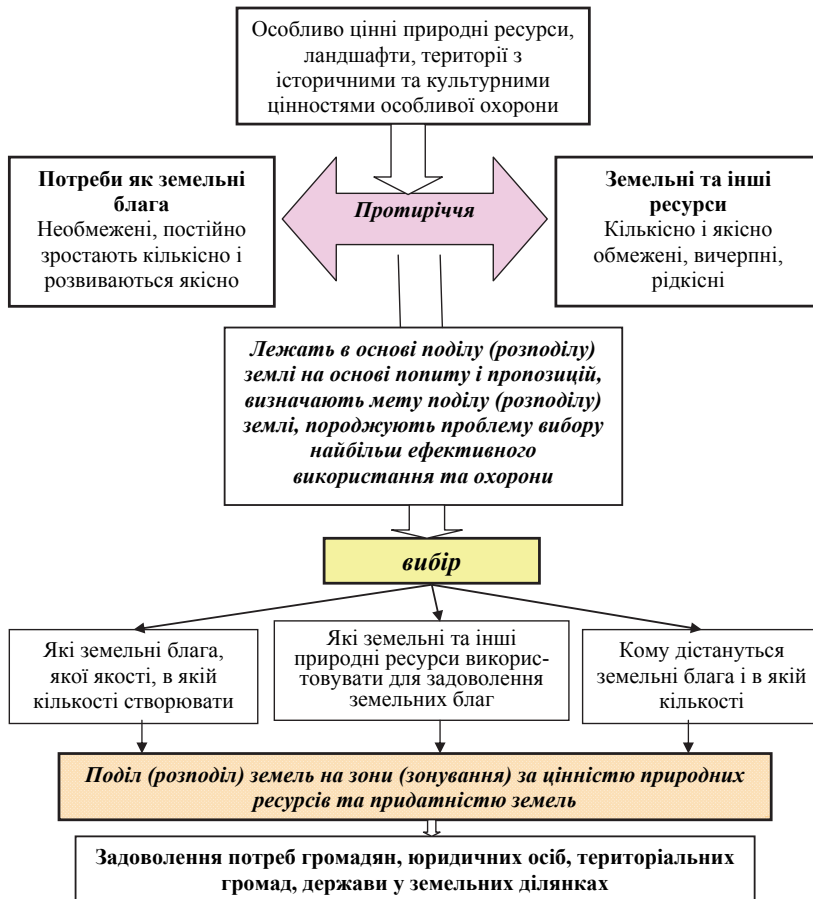 Особливо цінні природні ресурси,
ландшафти, території з
історичними та культурними
цінностями особливої охорони
Потреби як земельні
блага
Необмежені, постійно
зростають кількісно і
розвиваються якісно
Протиріччя
Земельні та інші
ресурси
Кількісно і якісно
обмежені, вичерпні,
рідкісні
Лежать в основі поділу (розподілу)
землі на основі попиту і пропозицій,
визначають мету поділу (розподілу)
землі, породжують проблему вибору
найбільш ефективного
використання та охорони
вибір
Які земельні блага,
якої якості, в якій
кількості створювати
Які земельні та інші
природні ресурси використ-
товувати для задоволення
земельних благ
Кому дістануться
земельні блага і в якій
кількості
Поділ (розподіл) земель на зони (зонування) за цінністю природних
ресурсів та придатністю земель
Задоволення потреб громадян, юридичних осіб, територіальних
громад, держави у земельних ділянках